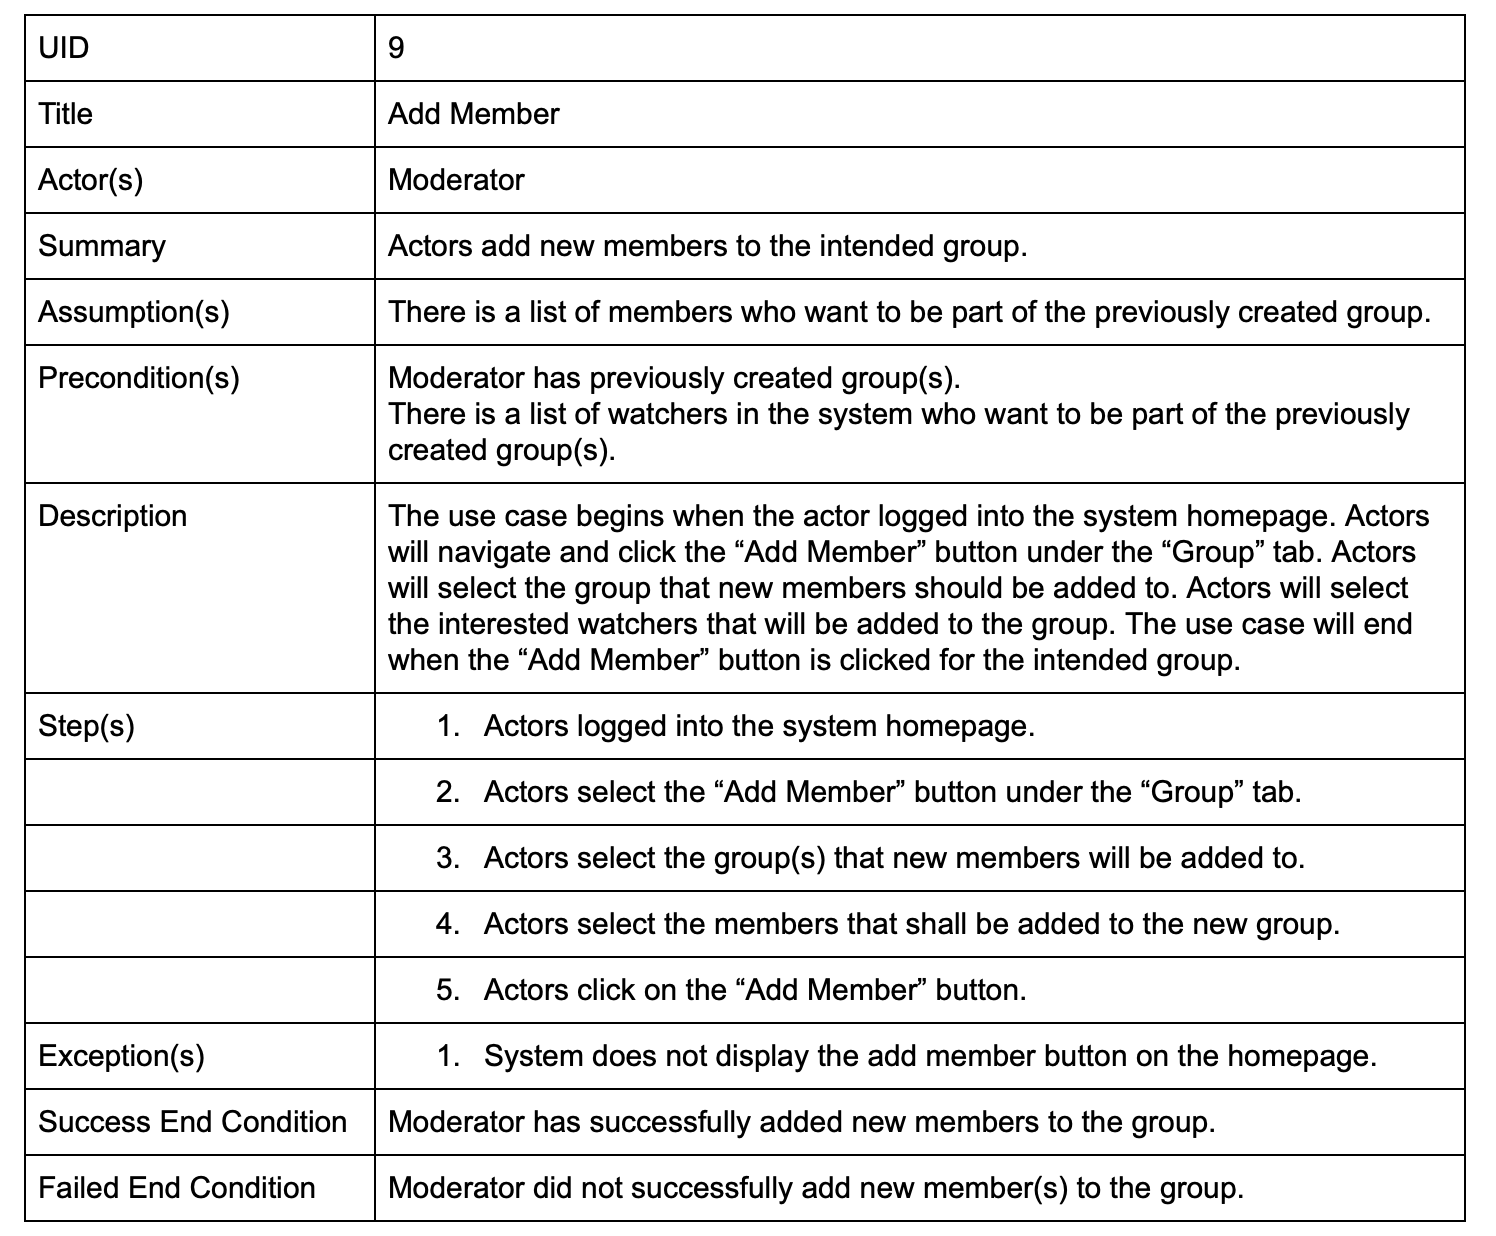 UID 9
Title Add Member
Actor(s) Moderator
Summary Actors add new members to the intended group.
Assumption(s) There is a list of members who want to be part of the previously created group.
Precondition(s) Moderator has previously created group(s).
There is a list of watchers in the system who want to be part of the previously
created group(s).
Description The use case begins when the actor logged into the system homepage. Actors
will navigate and click the “Add Member” button under the “Group” tab. Actors
will select the group that new members should be added to. Actors will select
the interested watchers that will be added to the group. The use case will end
when the “Add Member” button is clicked for the intended group.
Step(s) 1. Actors logged into the system homepage.
2. Actors select the “Add Member” button under the “Group” tab.
3. Actors select the group(s) that new members will be added to.
4. Actors select the members that shall be added to the new group.
5. Actors click on the “Add Member” button.
Exception(s) 1. System does not display the add member button on the homepage.
Success End Condition Moderator has successfully added new members to the group.
Failed End Condition Moderator did not successfully add new member(s) to the group.